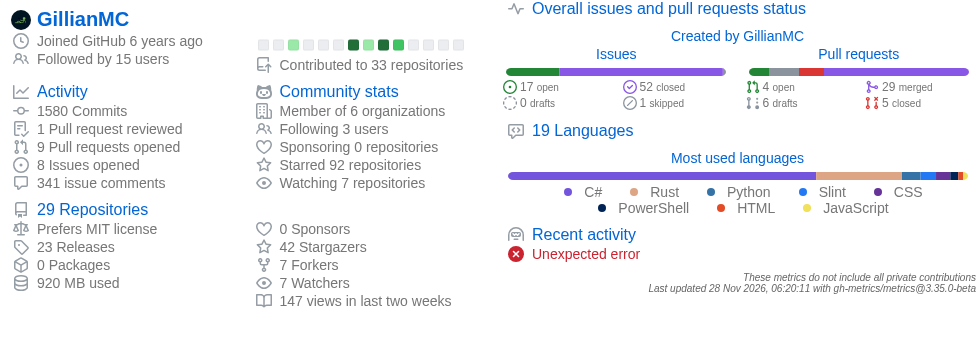 GillianMC
Joined GitHub 6 years ago
Followed by 15 users
Contributed to 33 repositories
Activity
1580 Commits
1 Pull request reviewed
9 Pull requests opened
8 Issues opened
341 issue comments
Community stats
Member of 6 organizations
Following 3 users
Sponsoring 0 repositories
Starred 92 repositories
Watching 7 repositories
29 Repositories
Prefers MIT license
23 Releases
0 Packages
920 MB used
0 Sponsors
42 Stargazers
7 Forkers
7 Watchers
147 views in last two weeks
Overall issues and pull requests status
Created by GillianMC
Issues
17 open
52 closed
0 drafts
1 skipped
Pull requests
4 open
29 merged
6 drafts
5 closed
19 Languages
Most used languages
C# Rust Python Slint CSS
PowerShell HTML JavaScript
Recent activity
Unexpected error
These metrics do not include all private contributions
Last updated 28 Nov 2026, 06:20:11 with gh-metrics/metrics@3.35.0-beta